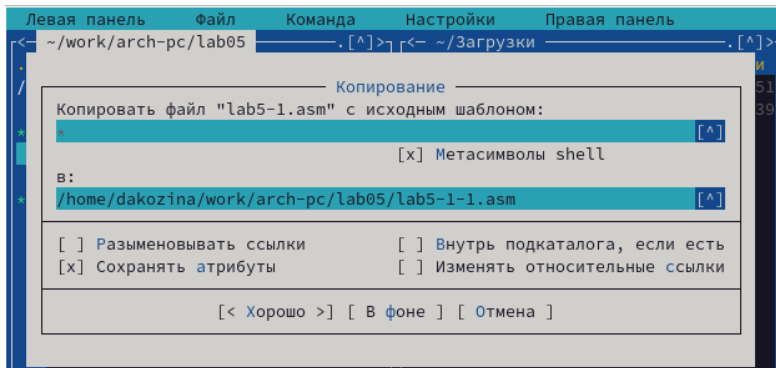 Левая панель Файл Команда Настройки Правая панель
<— ~/work/arch-pc/lab05 .[^]> <— ~/Загрузки .[^]>
Копирование
Копировать файл "lab5-1.asm" с исходным шаблоном:
* [^]
[x] Метасимволы shell
в:
/home/dakozina/work/arch-pc/lab05/lab5-1-1.asm [^]
[ ] Разыменовывать ссылки [ ] Внутрь подкаталога, если есть
[x] Сохранять атрибуты [ ] Изменять относительные ссылки
[< Хорошо >] [ В фоне ] [ Отмена ]